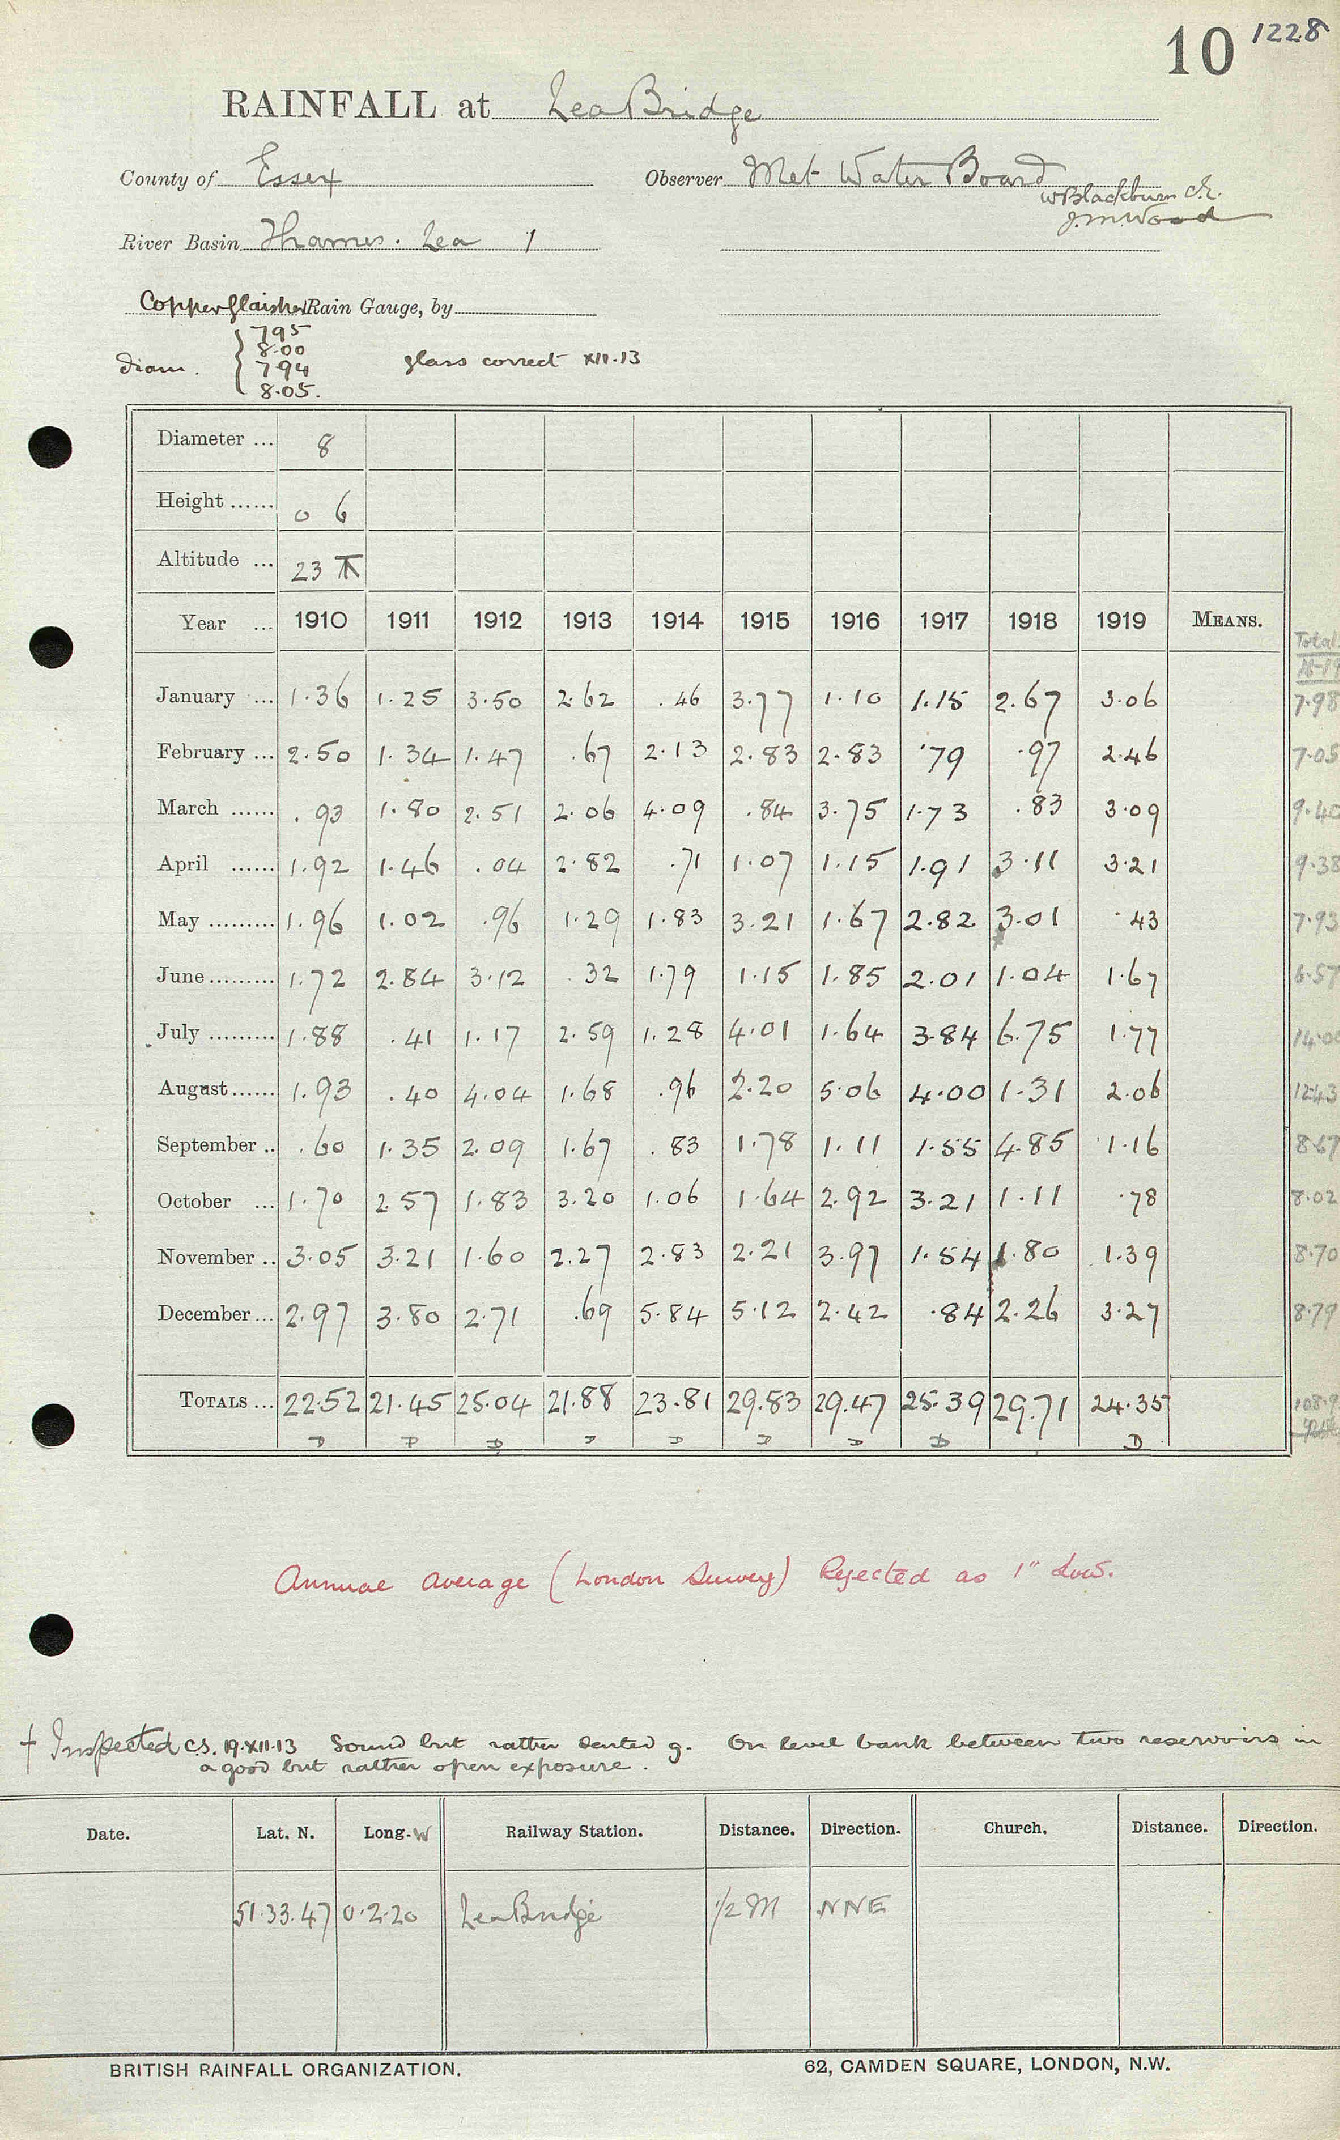 10 1228
RAINFALL at Lea Bridge
County of Essex Observer Met Water Board
W Blackburn C.E.
River Basin Thames. Lea 1 J.M. Wood
Copper Glaisher Rain Gauge, by
diam. { 7.95
8.00 glass correct XII.13
7.94
8.05.
Diameter ... 8
Height ...... 0 6
Altitude ... 23
Year ... 1910 1911 1912 1913 1914 1915 1916 1917 1918 1919 MEANS. Total
16-19
January ... 1.36 1.25 3.50 2.62 .46 3.77 1.10 1.15 2.67 3.06 7.98
February ... 2.50 1.34 1.47 .67 2.13 2.83 2.83 .79 .97 2.46 7.05
March ...... .93 1.80 2.51 2.06 4.09 .84 3.75 1.73 .83 3.09 9.40
April ...... 1.92 1.46 .04 2.82 .71 1.07 1.15 1.91 3.11 3.21 9.38
May ......... 1.96 1.02 .96 1.29 1.83 3.21 1.67 2.82 3.01 .43 7.93
June ......... 1.72 2.84 3.12 .32 1.79 1.15 1.85 2.01 1.04 1.67 6.57
July ......... 1.88 .41 1.17 2.59 1.28 4.01 1.64 3.84 6.75 1.77 14.00
August ...... 1.93 .40 4.04 1.68 .96 2.20 5.06 4.00 1.31 2.06 12.43
September .. .60 1.35 2.09 1.67 .83 1.78 1.11 1.55 4.85 1.16 8.67
October ... 1.70 2.57 1.83 3.20 1.06 1.64 2.92 3.21 1.11 .78 8.02
November .. 3.05 3.21 1.60 2.27 2.83 2.21 3.97 1.54 1.80 1.39 8.70
December ... 2.97 3.80 2.71 .69 5.84 5.12 2.42 .84 2.26 3.27 8.79
TOTALS ... 22.52 21.45 25.04 21.88 23.81 29.83 29.47 25.39 29.71 24.35 108.9
D D D D D D D D D
Annual average (London Survey) Rejected as 1" Low.
† Inspected C.S. 19.XII.13 Sound but rather dented g. On level bank between two reservoirs in
a good but rather open exposure.
Date. Lat. N. Long. W Railway Station. Distance. Direction. Church. Distance. Direction.
51.33.47 0.2.20 Lea Bridge 1/2 M NNE
BRITISH RAINFALL ORGANIZATION. 62, CAMDEN SQUARE, LONDON, N.W.